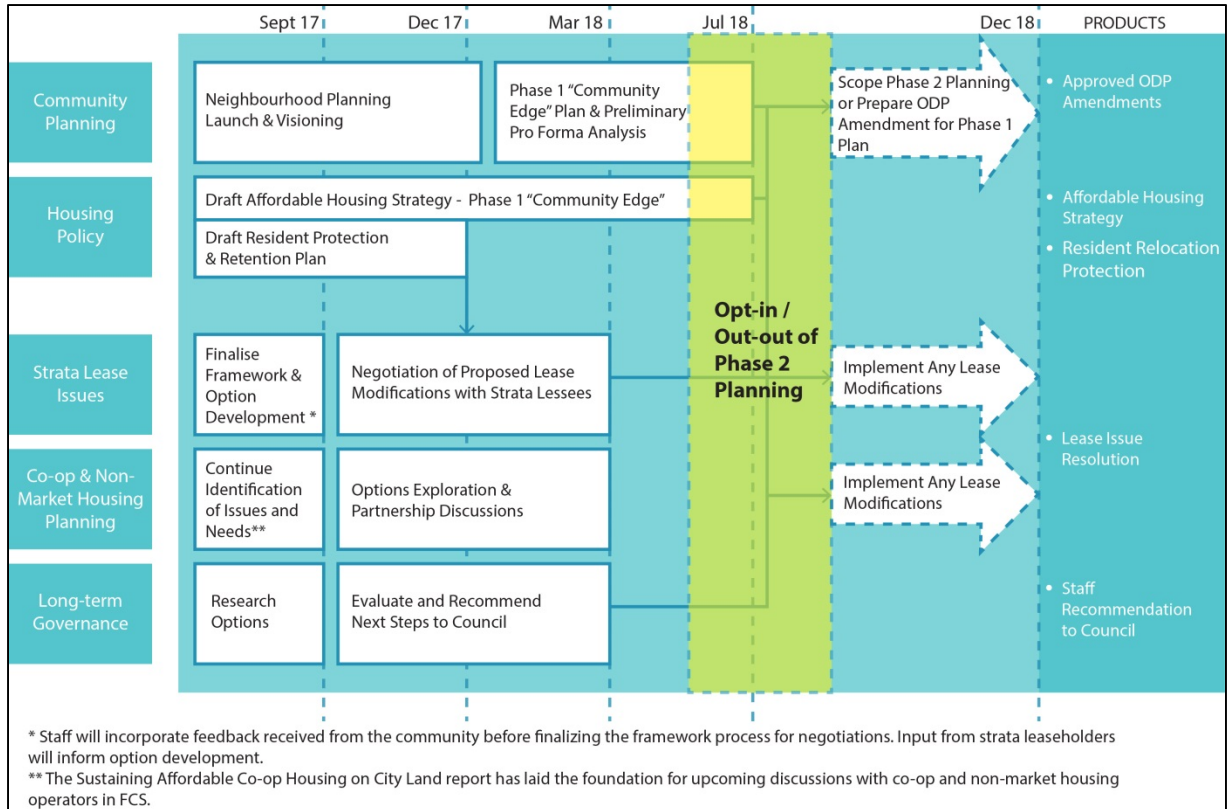 Sept 17
Dec 17
Mar 18
Jul 18
Dec 18
PRODUCTS
Community
Planning
Neighbourhood Planning
Launch & Visioning
Phase 1 “Community
Edge” Plan & Preliminary
Pro Forma Analysis
Scope Phase 2 Planning
or Prepare ODP
Amendment for Phase 1
Plan
• Approved ODP
Amendments
Housing
Policy
Draft Affordable Housing Strategy - Phase 1 “Community Edge”
Draft Resident Protection
& Retention Plan
• Affordable Housing
Strategy
• Resident Relocation
Protection
Opt-in /
Out-out of
Phase 2
Planning
Strata Lease
Issues
Finalise
Framework &
Option
Development *
Negotiation of Proposed Lease
Modifications with Strata Lessees
Implement Any Lease
Modifications
• Lease Issue
Resolution
Co-op & Non-
Market Housing
Planning
Continue
Identification
of Issues and
Needs**
Options Exploration &
Partnership Discussions
Implement Any Lease
Modifications
Long-term
Governance
Research
Options
Evaluate and Recommend
Next Steps to Council
• Staff
Recommendation
to Council
* Staff will incorporate feedback received from the community before finalizing the framework process for negotiations. Input from strata leaseholders
will inform option development.
** The Sustaining Affordable Co-op Housing on City Land report has laid the foundation for upcoming discussions with co-op and non-market housing
operators in FCS.